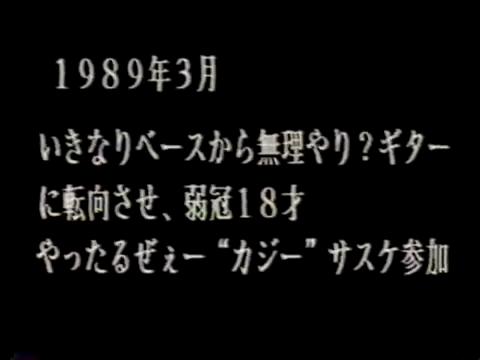 1989年3月
いきなりベースから無理やり？ギター
に転向させ、弱冠18才
やったるぜぇー“カジー”サスケ参加